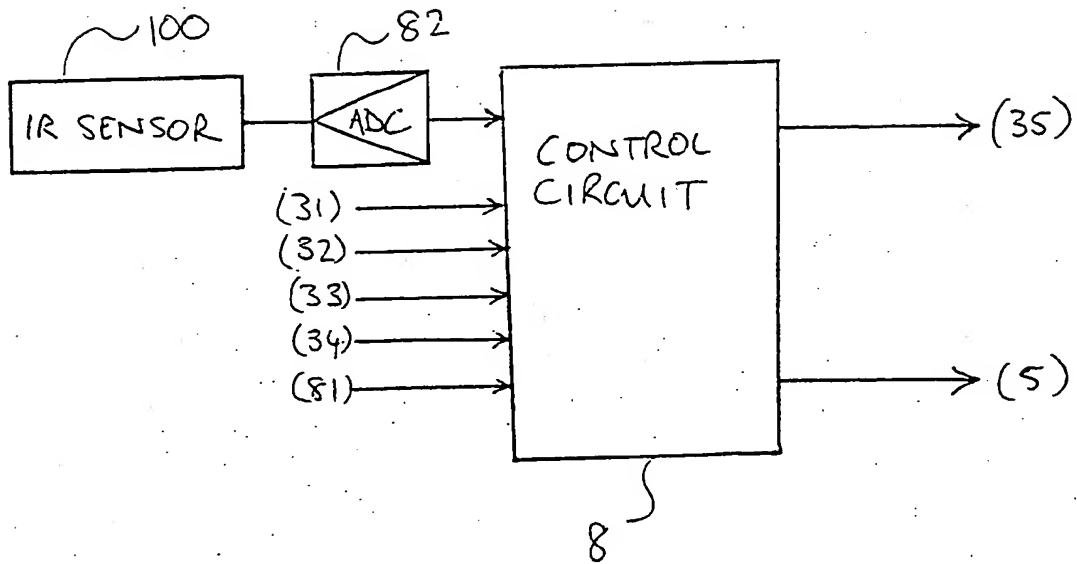 100
82
IR SENSOR
ADC
CONTROL
CIRCUIT
(35)
(31)
(32)
(33)
(34)
(81)
(5)
8